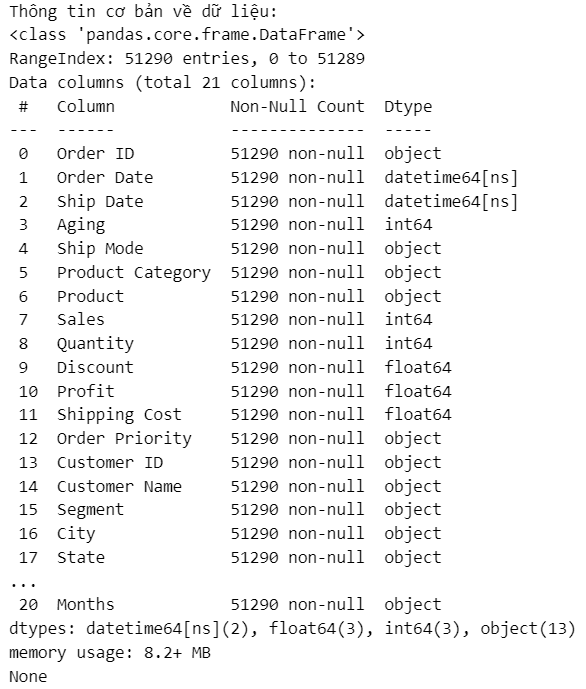 Thông tin cơ bản về dữ liệu:
<class 'pandas.core.frame.DataFrame'>
RangeIndex: 51290 entries, 0 to 51289
Data columns (total 21 columns):
 #   Column            Non-Null Count  Dtype
---  ------            --------------  -----
 0   Order ID          51290 non-null  object
 1   Order Date        51290 non-null  datetime64[ns]
 2   Ship Date         51290 non-null  datetime64[ns]
 3   Aging             51290 non-null  int64
 4   Ship Mode         51290 non-null  object
 5   Product Category  51290 non-null  object
 6   Product           51290 non-null  object
 7   Sales             51290 non-null  int64
 8   Quantity          51290 non-null  int64
 9   Discount          51290 non-null  float64
 10  Profit            51290 non-null  float64
 11  Shipping Cost     51290 non-null  float64
 12  Order Priority    51290 non-null  object
 13  Customer ID       51290 non-null  object
 14  Customer Name     51290 non-null  object
 15  Segment           51290 non-null  object
 16  City              51290 non-null  object
 17  State             51290 non-null  object
...
 20  Months            51290 non-null  object
dtypes: datetime64[ns](2), float64(3), int64(3), object(13)
memory usage: 8.2+ MB
None